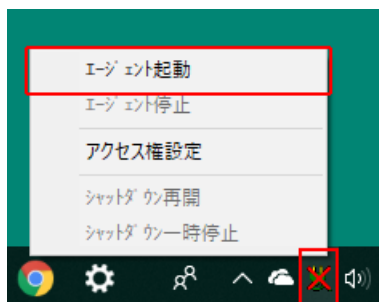 ｴｰｼﾞｪﾝﾄ起動
ｴｰｼﾞｪﾝﾄ停止
アクセス権設定
ｼｬｯﾄﾀﾞｳﾝ再開
ｼｬｯﾄﾀﾞｳﾝ一時停止